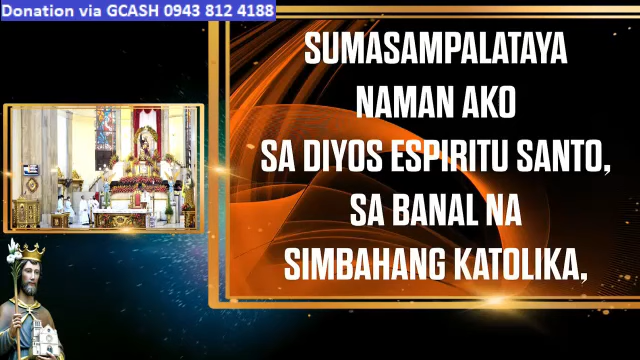 Donation via GCASH 0943 812 4188
SUMASAMPALATAYA
NAMAN AKO
SA DIYOS ESPIRITU SANTO,
SA BANAL NA
SIMBAHANG KATOLIKA,